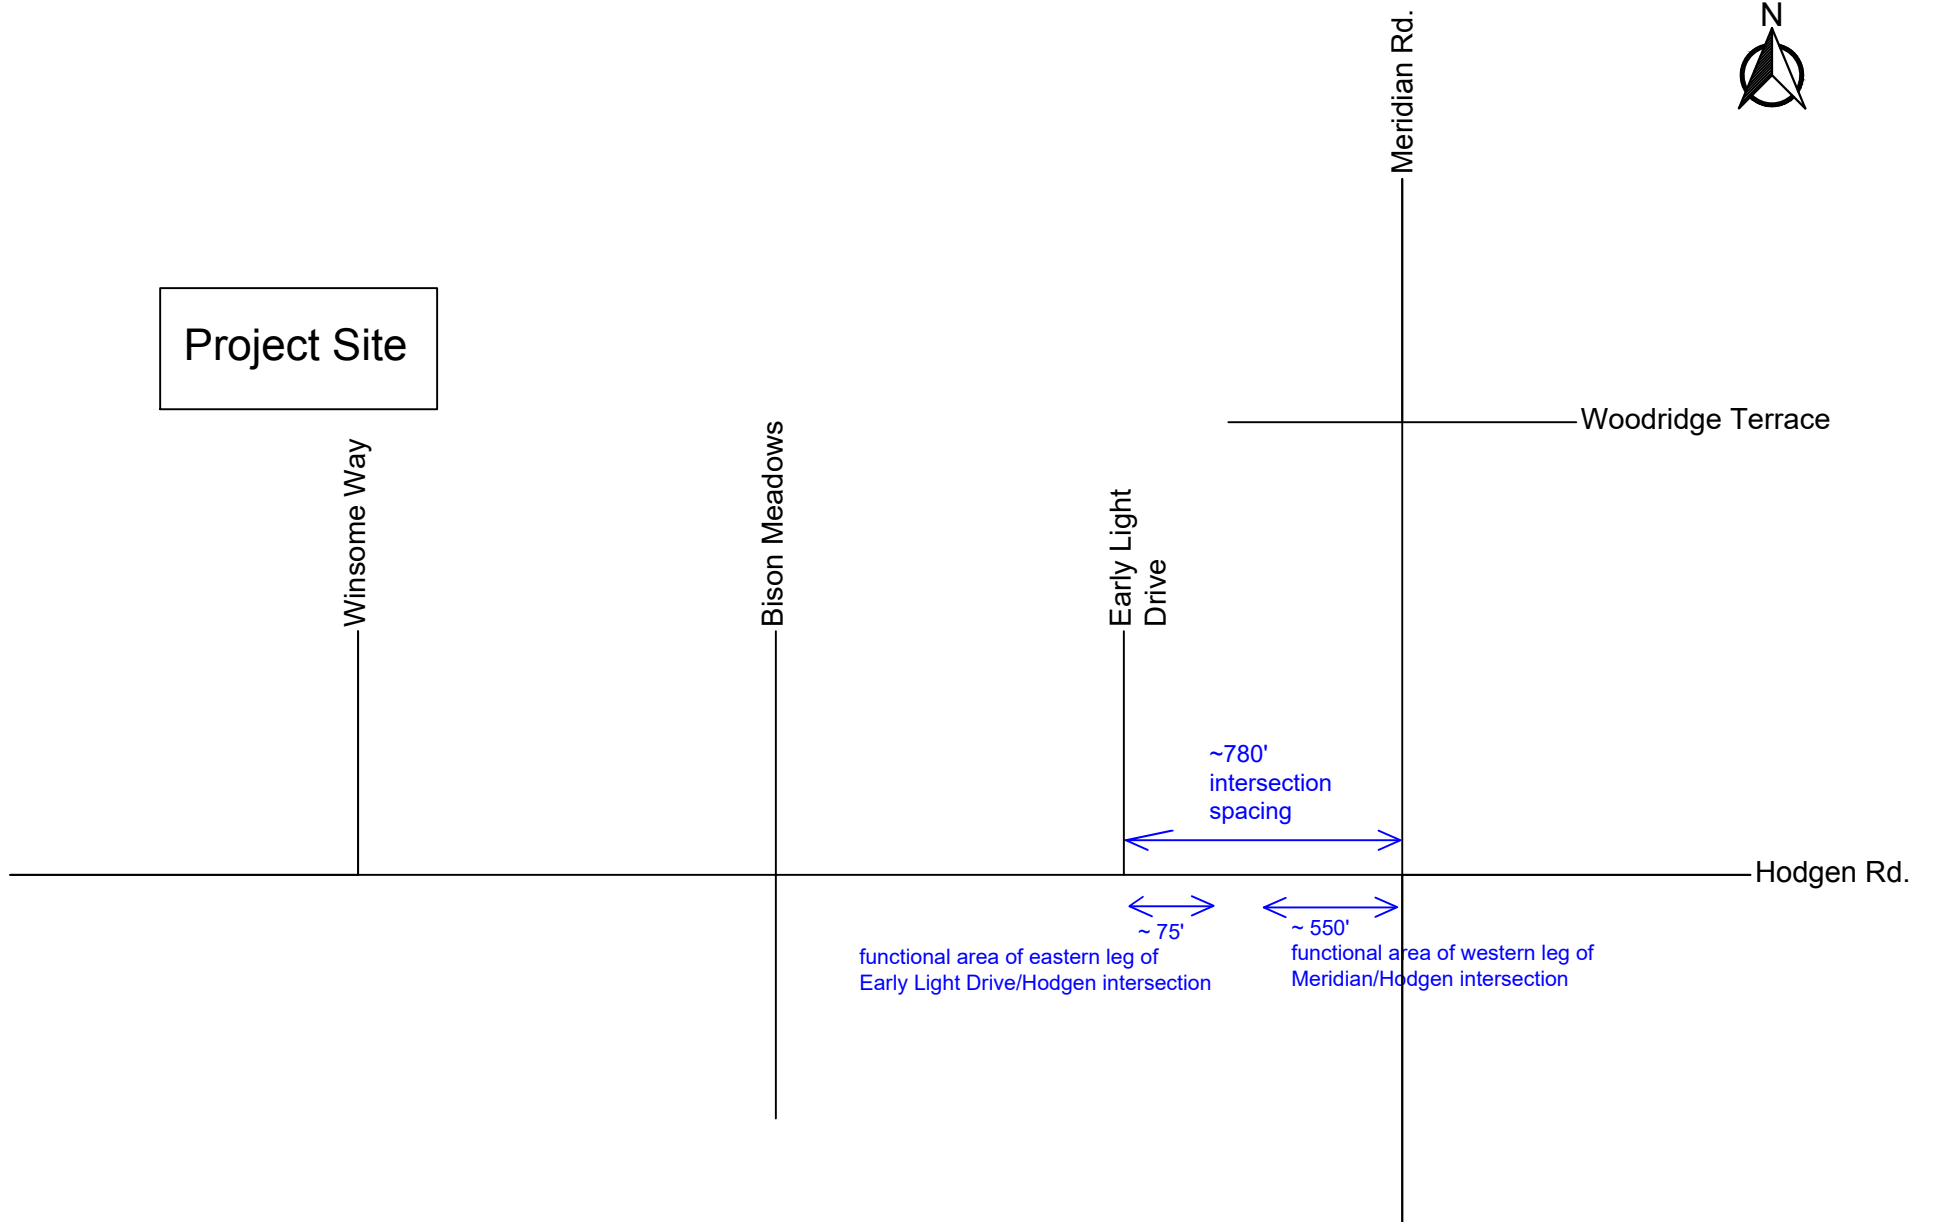 N
Meridian Rd.
Project Site
Woodridge Terrace
Winsome Way
Bison Meadows
Early Light
Drive
~780'
intersection
spacing
Hodgen Rd.
~ 75'
functional area of eastern leg of
Early Light Drive/Hodgen intersection
~ 550'
functional area of western leg of
Meridian/Hodgen intersection